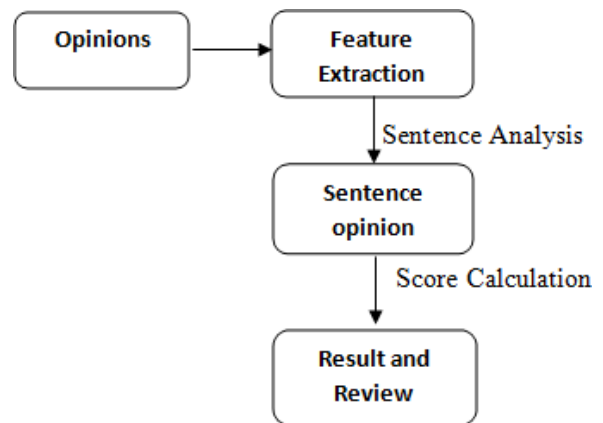 Opinions
Feature
Extraction
Sentence Analysis
Sentence
opinion
Score Calculation
Result and
Review